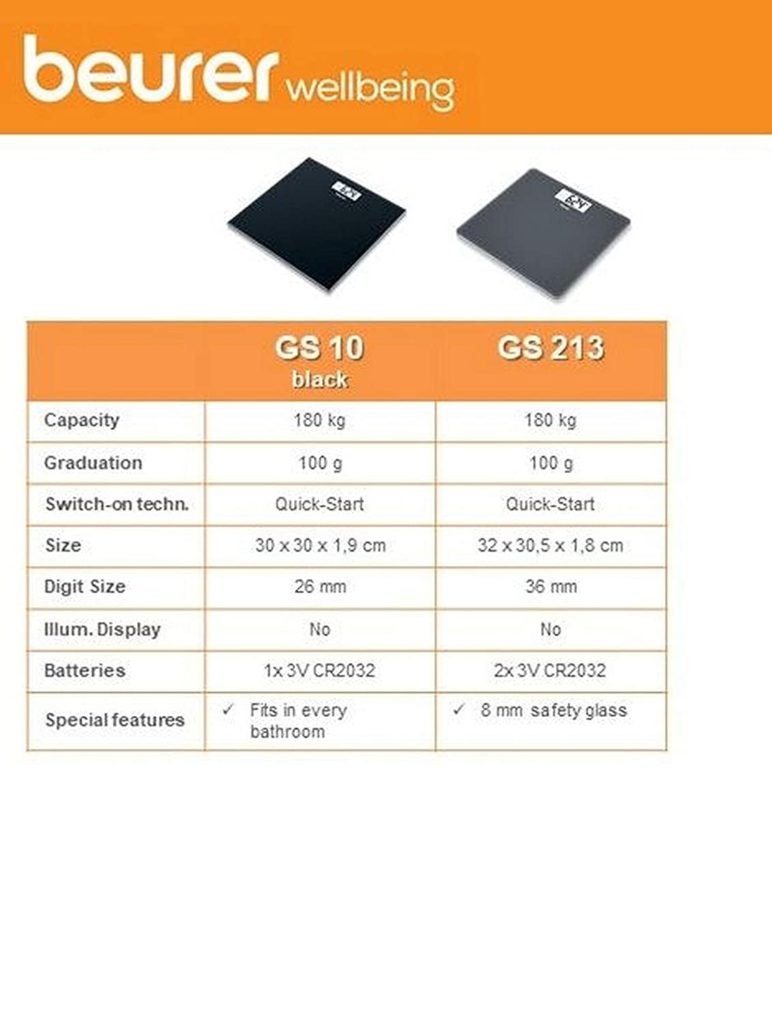 beurer wellbeing
GS 10 GS 213
black
Capacity 180 kg 180 kg
Graduation 100 g 100 g
Switch-on techn. Quick-Start Quick-Start
Size 30 x 30 x 1,9 cm 32 x 30,5 x 1,8 cm
Digit Size 26 mm 36 mm
Illum. Display No No
Batteries 1x 3V CR2032 2x 3V CR2032
Special features ✓ Fits in every ✓ 8 mm safety glass
bathroom